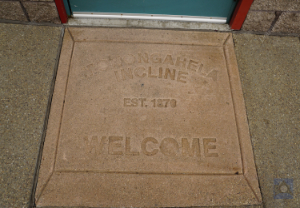 MONONGAHELA
INCLINE
EST. 1870
WELCOME